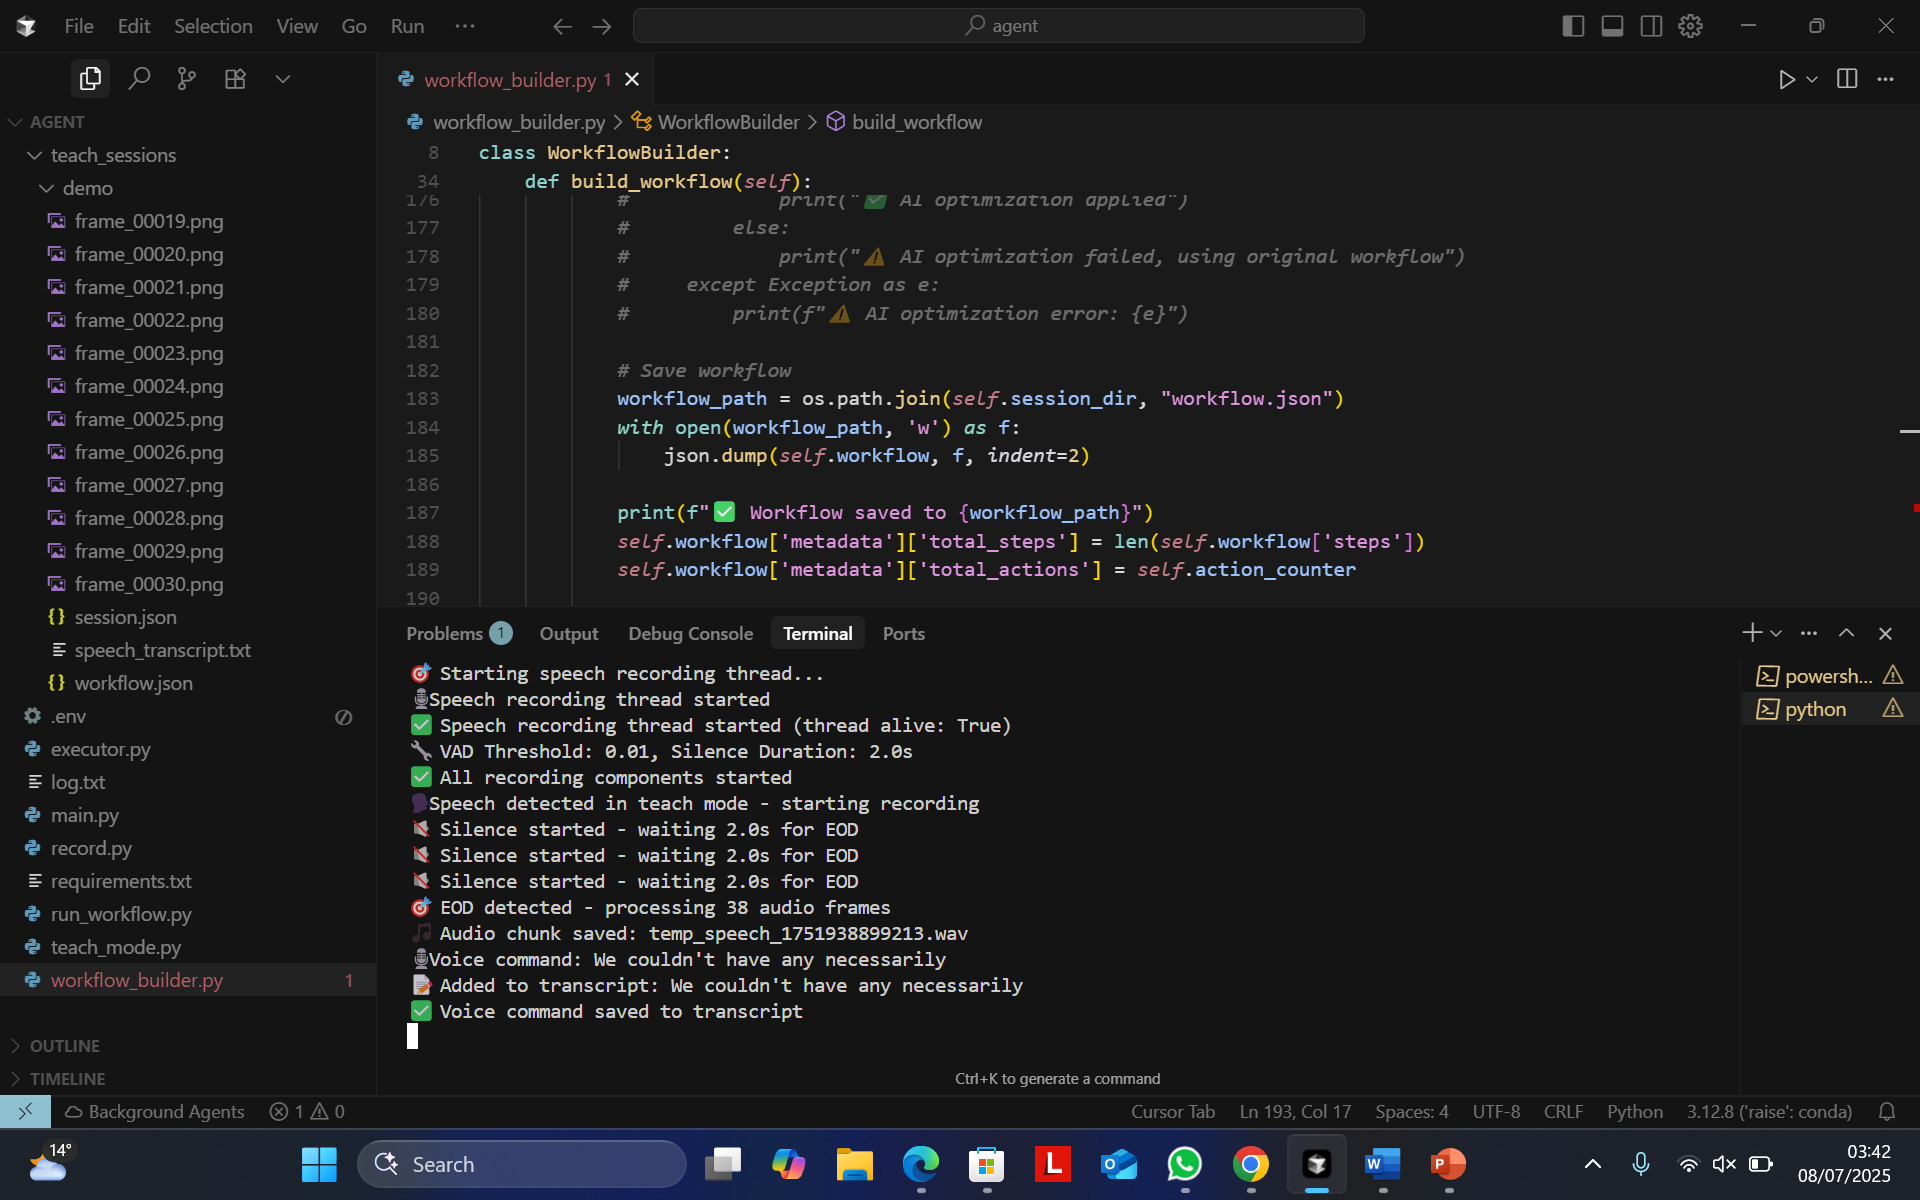 File Edit Selection View Go Run ···
agent
workflow_builder.py 1
AGENT
teach_sessions
demo
frame_00019.png
frame_00020.png
frame_00021.png
frame_00022.png
frame_00023.png
frame_00024.png
frame_00025.png
frame_00026.png
frame_00027.png
frame_00028.png
frame_00029.png
frame_00030.png
{} session.json
speech_transcript.txt
{} workflow.json
.env
executor.py
log.txt
main.py
record.py
requirements.txt
run_workflow.py
teach_mode.py
workflow_builder.py 1
OUTLINE
TIMELINE
workflow_builder.py > WorkflowBuilder > build_workflow
8 class WorkflowBuilder:
34 def build_workflow(self):
176 # print("✅ AI optimization applied")
177 # else:
178 # print("⚠️ AI optimization failed, using original workflow")
179 # except Exception as e:
180 # print(f"⚠️ AI optimization error: {e}")
181
182 # Save workflow
183 workflow_path = os.path.join(self.session_dir, "workflow.json")
184 with open(workflow_path, 'w') as f:
185 json.dump(self.workflow, f, indent=2)
186
187 print(f"✅ Workflow saved to {workflow_path}")
188 self.workflow['metadata']['total_steps'] = len(self.workflow['steps'])
189 self.workflow['metadata']['total_actions'] = self.action_counter
190
Problems 1 Output Debug Console Terminal Ports
🎯 Starting speech recording thread...
🎙️Speech recording thread started
✅ Speech recording thread started (thread alive: True)
🔧 VAD Threshold: 0.01, Silence Duration: 2.0s
✅ All recording components started
🗣️Speech detected in teach mode - starting recording
🔇 Silence started - waiting 2.0s for EOD
🔇 Silence started - waiting 2.0s for EOD
🔇 Silence started - waiting 2.0s for EOD
🎯 EOD detected - processing 38 audio frames
🎵 Audio chunk saved: temp_speech_1751938899213.wav
🎙️Voice command: We couldn't have any necessarily
📝 Added to transcript: We couldn't have any necessarily
✅ Voice command saved to transcript
powersh...
python
Ctrl+K to generate a command
Background Agents 1 0 Cursor Tab Ln 193, Col 17 Spaces: 4 UTF-8 CRLF Python 3.12.8 ('raise': conda)
14°
Search
L
W
P
03:42
08/07/2025